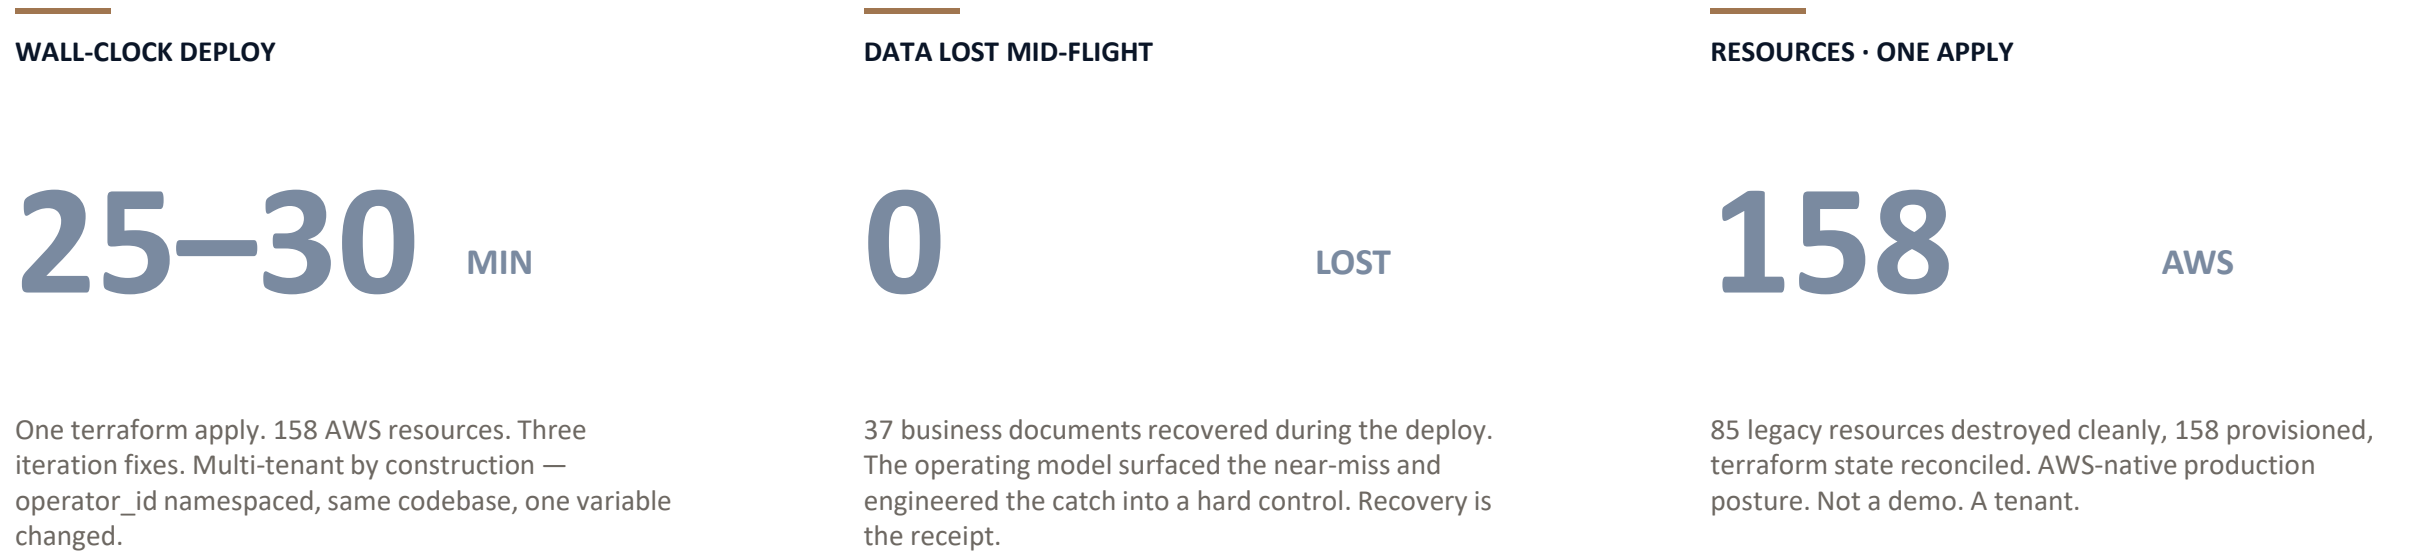 WALL-CLOCK DEPLOY
25–30 MIN
One terraform apply. 158 AWS resources. Three
iteration fixes. Multi-tenant by construction —
operator_id namespaced, same codebase, one variable
changed.
DATA LOST MID-FLIGHT
0 LOST
37 business documents recovered during the deploy.
The operating model surfaced the near-miss and
engineered the catch into a hard control. Recovery is
the receipt.
RESOURCES · ONE APPLY
158 AWS
85 legacy resources destroyed cleanly, 158 provisioned,
terraform state reconciled. AWS-native production
posture. Not a demo. A tenant.